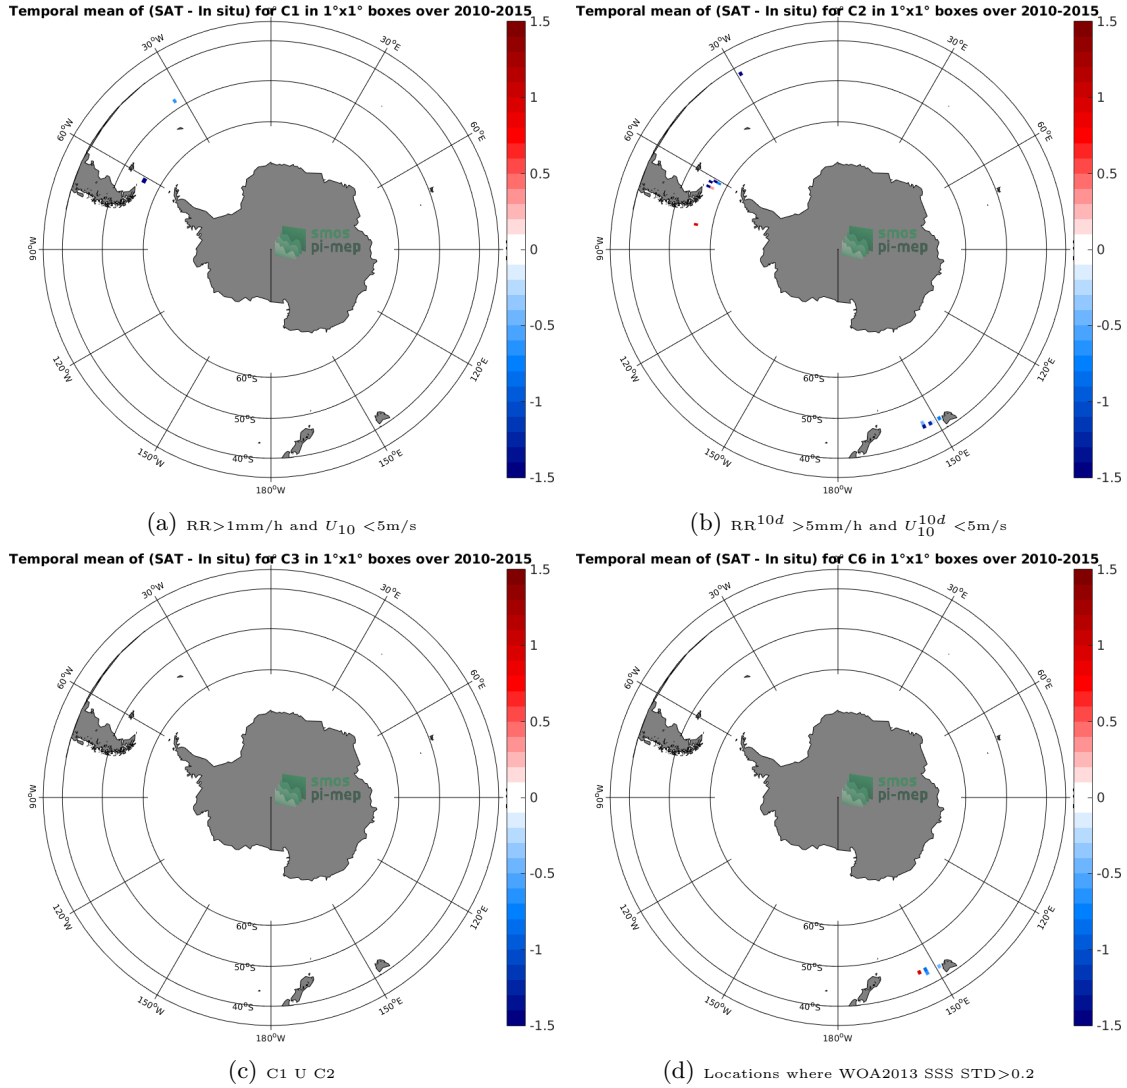 Temporal mean of (SAT - In situ) for C1 in 1°x1° boxes over 2010-2015
30°W
30°E
60°W
60°E
90°W
120°W
120°E
150°W
150°E
180°W
60°S
50°S
40°S
smos
pi-mep
1.5
1
0.5
0
-0.5
-1
-1.5
(a) RR>1mm/h and U10 <5m/s
Temporal mean of (SAT - In situ) for C2 in 1°x1° boxes over 2010-2015
30°W
30°E
60°W
60°E
90°W
120°W
120°E
150°W
150°E
180°W
60°S
50°S
40°S
smos
pi-mep
1.5
1
0.5
0
-0.5
-1
-1.5
(b) RR^10d >5mm/h and U10^10d <5m/s
Temporal mean of (SAT - In situ) for C3 in 1°x1° boxes over 2010-2015
30°W
30°E
60°W
60°E
90°W
120°W
120°E
150°W
150°E
180°W
60°S
50°S
40°S
smos
pi-mep
1.5
1
0.5
0
-0.5
-1
-1.5
(c) C1 U C2
Temporal mean of (SAT - In situ) for C6 in 1°x1° boxes over 2010-2015
30°W
30°E
60°W
60°E
90°W
120°W
120°E
150°W
150°E
180°W
60°S
50°S
40°S
smos
pi-mep
1.5
1
0.5
0
-0.5
-1
-1.5
(d) Locations where WOA2013 SSS STD>0.2